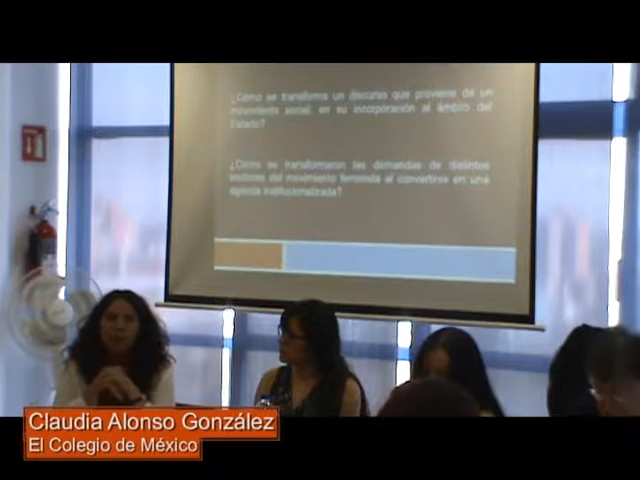 ¿Cómo se transforma un discurso que proviene de un
movimiento social, en su incorporación al ámbito del
Estado?
¿Cómo se transformaron las demandas de distintos
sectores del movimiento feminista al convertirse en una
agenda institucionalizada?
Claudia Alonso González
El Colegio de México